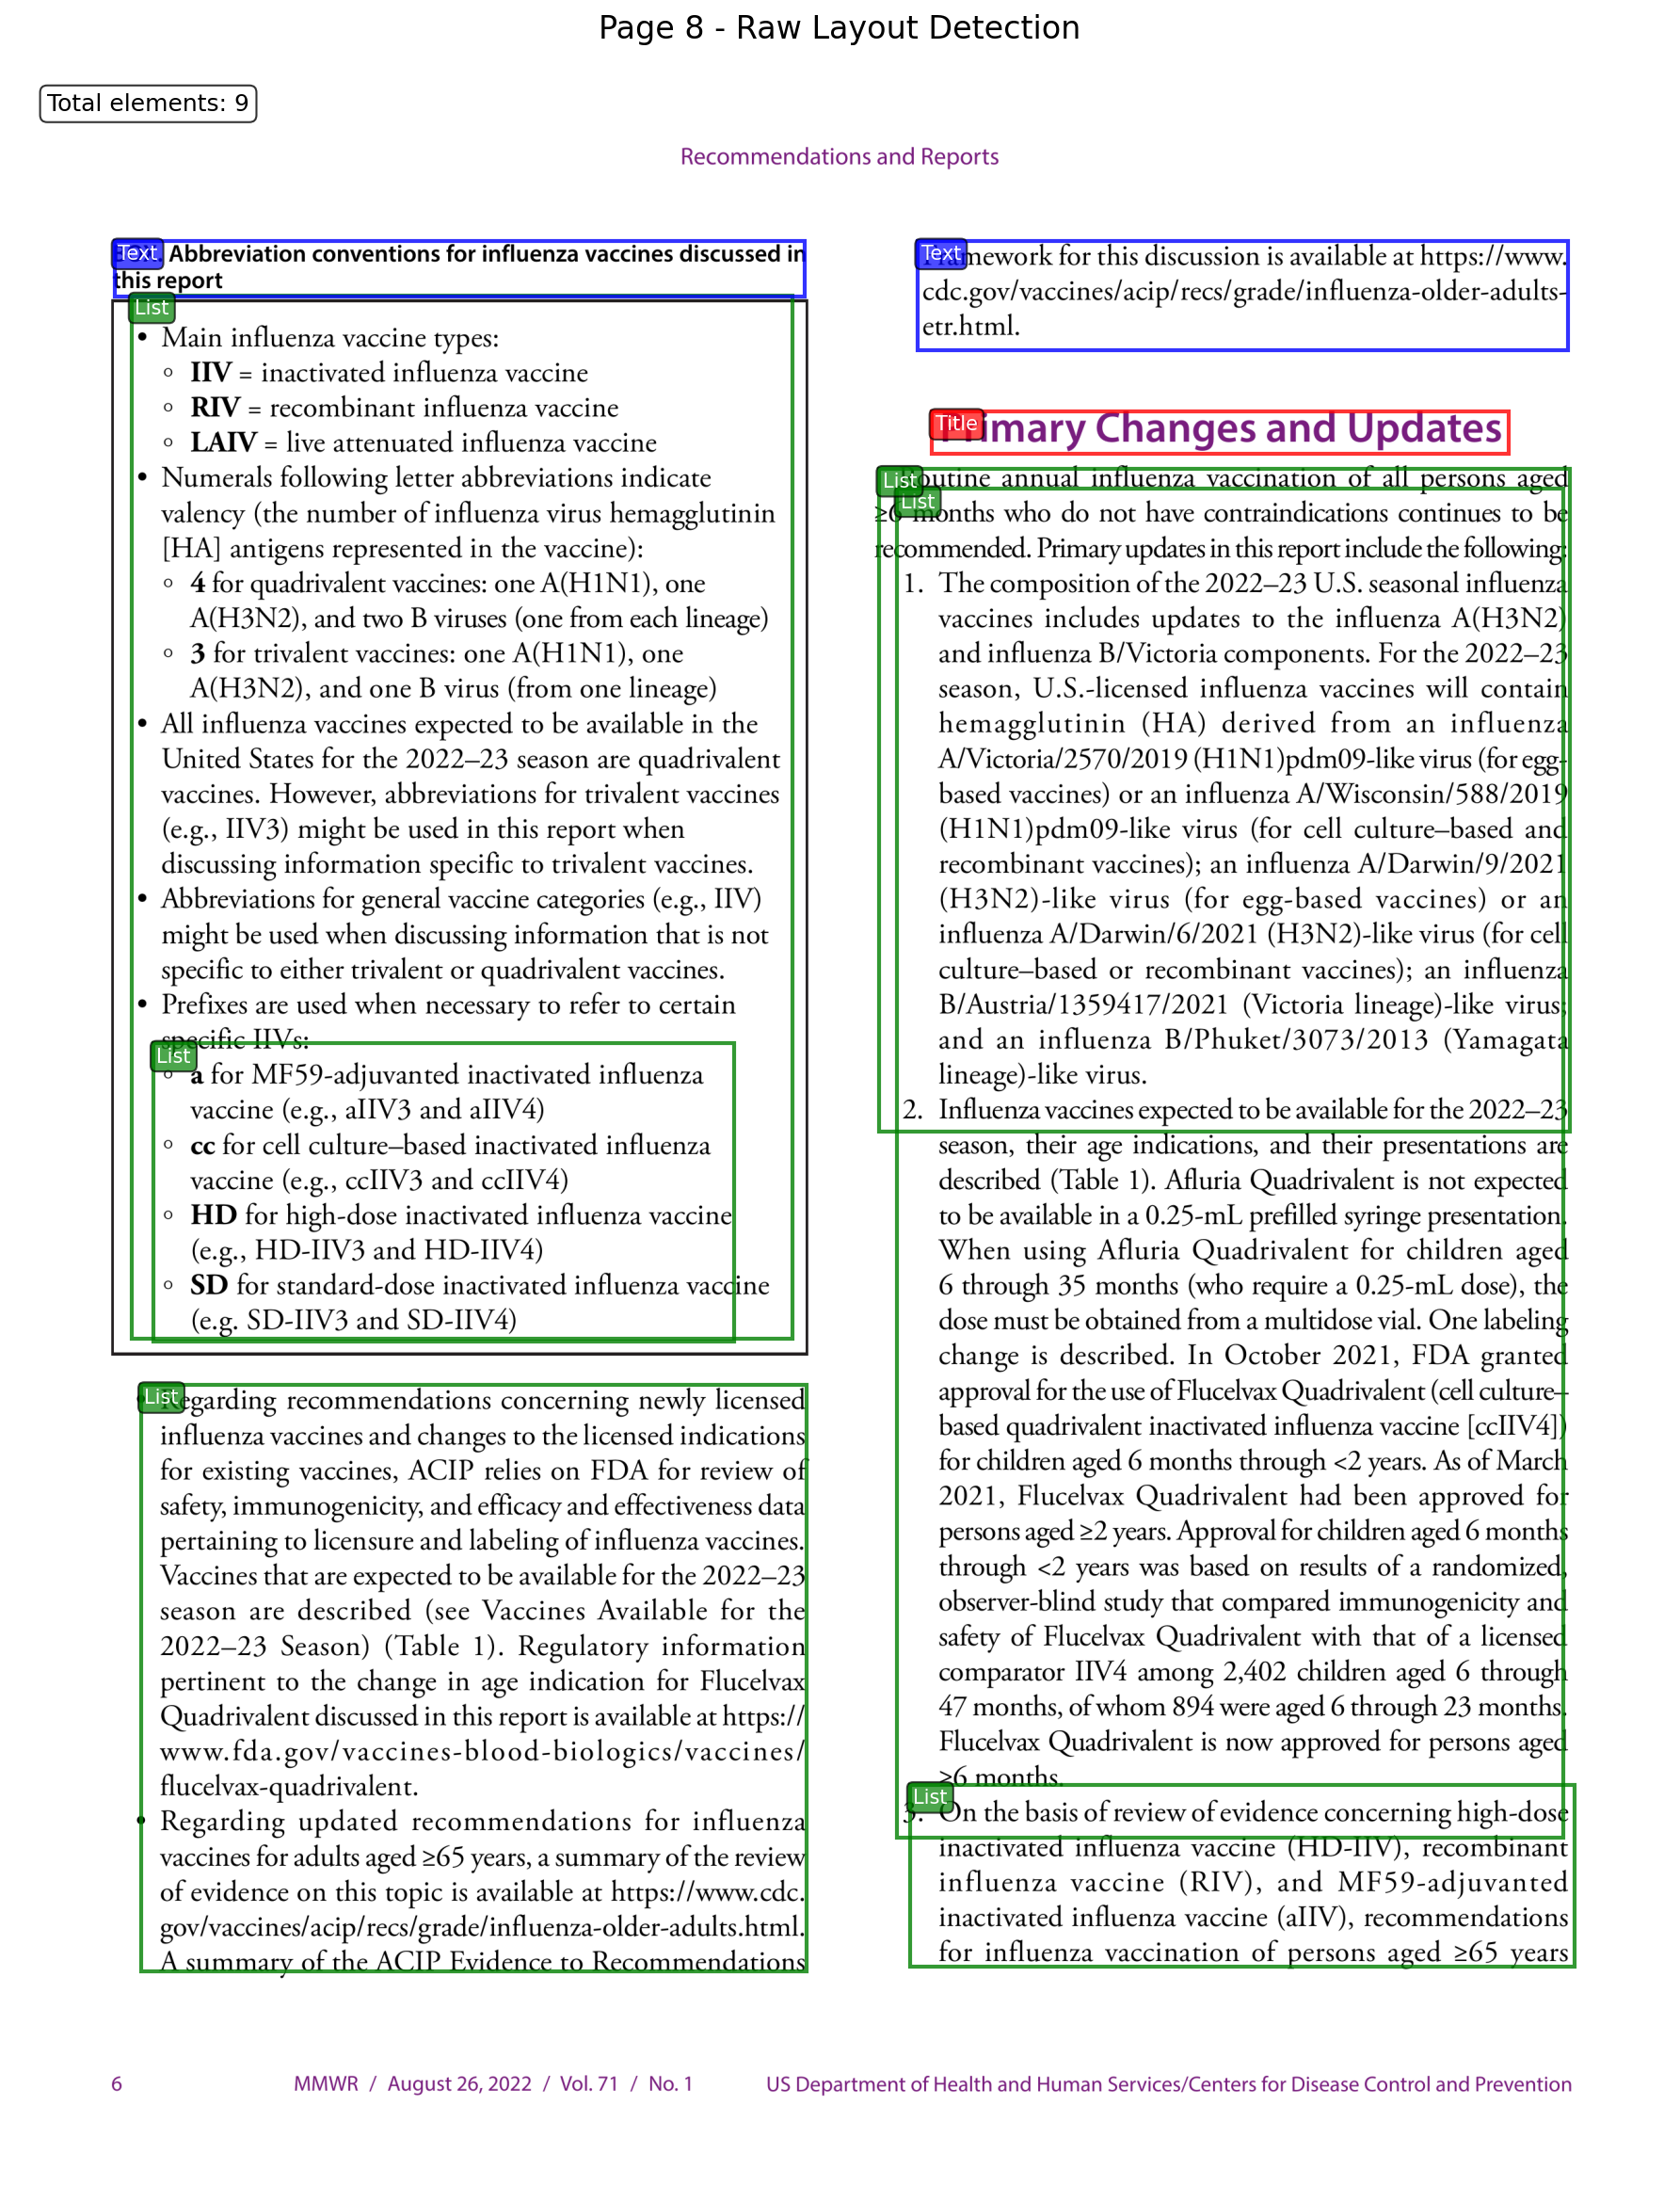 Page 8 - Raw Layout Detection
Total elements: 9
Recommendations and Reports
Text
Abbreviation conventions for influenza vaccines discussed in
this report
List
• Main influenza vaccine types:
◦ IIV = inactivated influenza vaccine
◦ RIV = recombinant influenza vaccine
◦ LAIV = live attenuated influenza vaccine
• Numerals following letter abbreviations indicate
valency (the number of influenza virus hemagglutinin
[HA] antigens represented in the vaccine):
◦ 4 for quadrivalent vaccines: one A(H1N1), one
A(H3N2), and two B viruses (one from each lineage)
◦ 3 for trivalent vaccines: one A(H1N1), one
A(H3N2), and one B virus (from one lineage)
• All influenza vaccines expected to be available in the
United States for the 2022–23 season are quadrivalent
vaccines. However, abbreviations for trivalent vaccines
(e.g., IIV3) might be used in this report when
discussing information specific to trivalent vaccines.
• Abbreviations for general vaccine categories (e.g., IIV)
might be used when discussing information that is not
specific to either trivalent or quadrivalent vaccines.
• Prefixes are used when necessary to refer to certain
specific IIVs:
List
◦ a for MF59-adjuvanted inactivated influenza
vaccine (e.g., aIIV3 and aIIV4)
◦ cc for cell culture–based inactivated influenza
vaccine (e.g., ccIIV3 and ccIIV4)
◦ HD for high-dose inactivated influenza vaccine
(e.g., HD-IIV3 and HD-IIV4)
◦ SD for standard-dose inactivated influenza vaccine
(e.g. SD-IIV3 and SD-IIV4)
List
• Regarding recommendations concerning newly licensed
influenza vaccines and changes to the licensed indications
for existing vaccines, ACIP relies on FDA for review of
safety, immunogenicity, and efficacy and effectiveness data
pertaining to licensure and labeling of influenza vaccines.
Vaccines that are expected to be available for the 2022–23
season are described (see Vaccines Available for the
2022–23 Season) (Table 1). Regulatory information
pertinent to the change in age indication for Flucelvax
Quadrivalent discussed in this report is available at https://
www.fda.gov/vaccines-blood-biologics/vaccines/
flucelvax-quadrivalent.
• Regarding updated recommendations for influenza
vaccines for adults aged ≥65 years, a summary of the review
of evidence on this topic is available at https://www.cdc.
gov/vaccines/acip/recs/grade/influenza-older-adults.html.
A summary of the ACIP Evidence to Recommendations
Text
Framework for this discussion is available at https://www.
cdc.gov/vaccines/acip/recs/grade/influenza-older-adults-
etr.html.
Title
Primary Changes and Updates
List
Routine annual influenza vaccination of all persons aged
List
≥6 months who do not have contraindications continues to be
recommended. Primary updates in this report include the following:
1. The composition of the 2022–23 U.S. seasonal influenza
vaccines includes updates to the influenza A(H3N2)
and influenza B/Victoria components. For the 2022–23
season, U.S.-licensed influenza vaccines will contain
hemagglutinin (HA) derived from an influenza
A/Victoria/2570/2019 (H1N1)pdm09-like virus (for egg-
based vaccines) or an influenza A/Wisconsin/588/2019
(H1N1)pdm09-like virus (for cell culture–based and
recombinant vaccines); an influenza A/Darwin/9/2021
(H3N2)-like virus (for egg-based vaccines) or an
influenza A/Darwin/6/2021 (H3N2)-like virus (for cell
culture–based or recombinant vaccines); an influenza
B/Austria/1359417/2021 (Victoria lineage)-like virus;
and an influenza B/Phuket/3073/2013 (Yamagata
lineage)-like virus.
2. Influenza vaccines expected to be available for the 2022–23
season, their age indications, and their presentations are
described (Table 1). Afluria Quadrivalent is not expected
to be available in a 0.25-mL prefilled syringe presentation.
When using Afluria Quadrivalent for children aged
6 through 35 months (who require a 0.25-mL dose), the
dose must be obtained from a multidose vial. One labeling
change is described. In October 2021, FDA granted
approval for the use of Flucelvax Quadrivalent (cell culture–
based quadrivalent inactivated influenza vaccine [ccIIV4])
for children aged 6 months through <2 years. As of March
2021, Flucelvax Quadrivalent had been approved for
persons aged ≥2 years. Approval for children aged 6 months
through <2 years was based on results of a randomized,
observer-blind study that compared immunogenicity and
safety of Flucelvax Quadrivalent with that of a licensed
comparator IIV4 among 2,402 children aged 6 through
47 months, of whom 894 were aged 6 through 23 months.
Flucelvax Quadrivalent is now approved for persons aged
≥6 months.
List
3. On the basis of review of evidence concerning high-dose
inactivated influenza vaccine (HD-IIV), recombinant
influenza vaccine (RIV), and MF59-adjuvanted
inactivated influenza vaccine (aIIV), recommendations
for influenza vaccination of persons aged ≥65 years
6 MMWR / August 26, 2022 / Vol. 71 / No. 1 US Department of Health and Human Services/Centers for Disease Control and Prevention